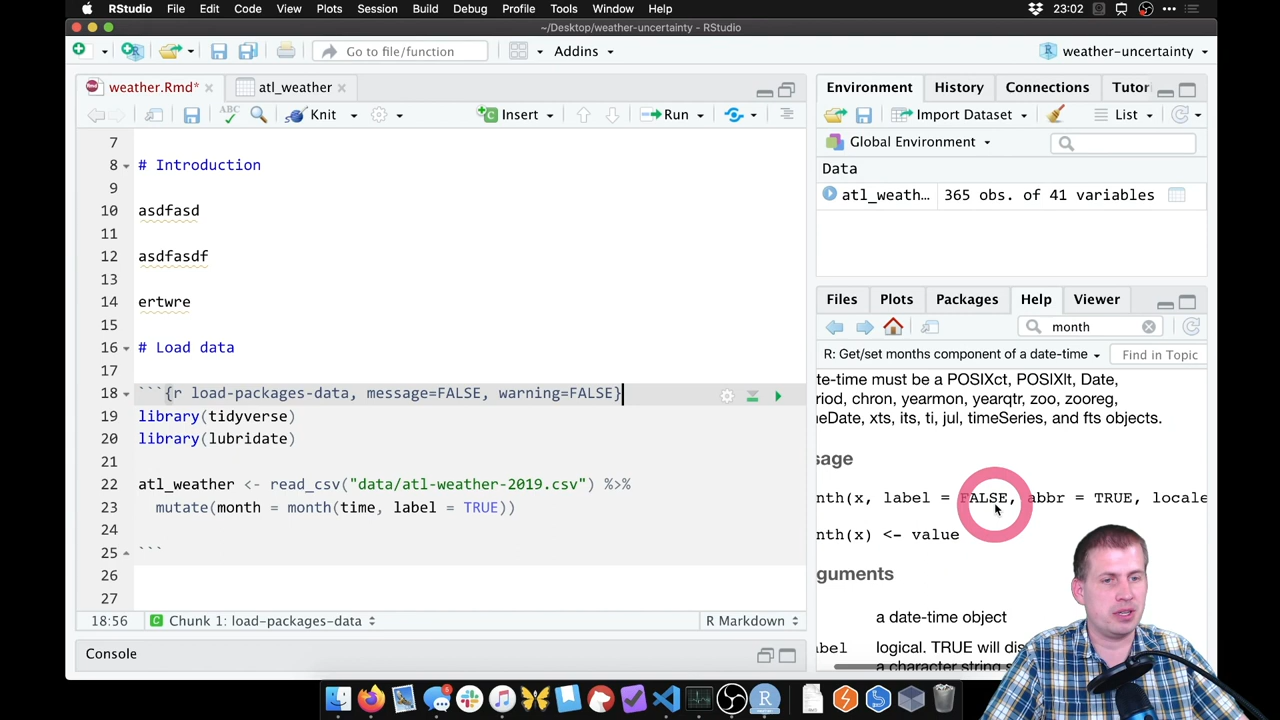 RStudio File Edit Code View Plots Session Build Debug Profile Tools Window Help 23:02
~/Desktop/weather-uncertainty - RStudio
Go to file/function Addins weather-uncertainty
weather.Rmd* atl_weather
ABC Knit Insert Run
7
8 # Introduction
9
10 asdfasd
11
12 asdfasdf
13
14 ertwre
15
16 # Load data
17
18 ```{r load-packages-data, message=FALSE, warning=FALSE}
19 library(tidyverse)
20 library(lubridate)
21
22 atl_weather <- read_csv("data/atl-weather-2019.csv") %>%
23 mutate(month = month(time, label = TRUE))
24
25 ```
26
27
18:56 Chunk 1: load-packages-data R Markdown
Console
Environment History Connections Tutor
Import Dataset List
Global Environment
Data
atl_weath... 365 obs. of 41 variables
Files Plots Packages Help Viewer
month
R: Get/set months component of a date-time Find in Topic
te-time must be a POSIXct, POSIXlt, Date,
riod, chron, yearmon, yearqtr, zoo, zooreg,
neDate, xts, its, ti, jul, timeSeries, and fts objects.
sage
nth(x, label = FALSE, abbr = TRUE, locale
nth(x) <- value
guments
a date-time object
bel logical. TRUE will dis
a character string